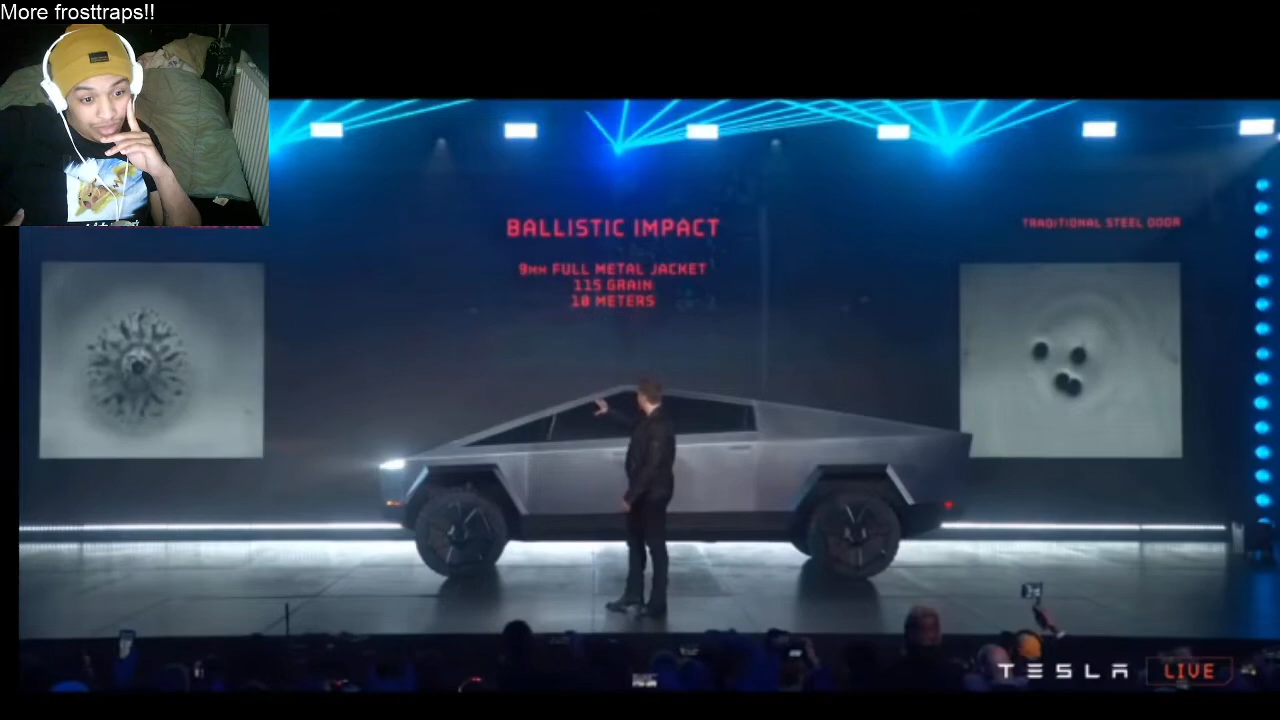 More frosttraps!!
BALLISTIC IMPACT
TRADITIONAL STEEL DOOR
9MM FULL METAL JACKET
115 GRAIN
10 METERS
TESLA LIVE